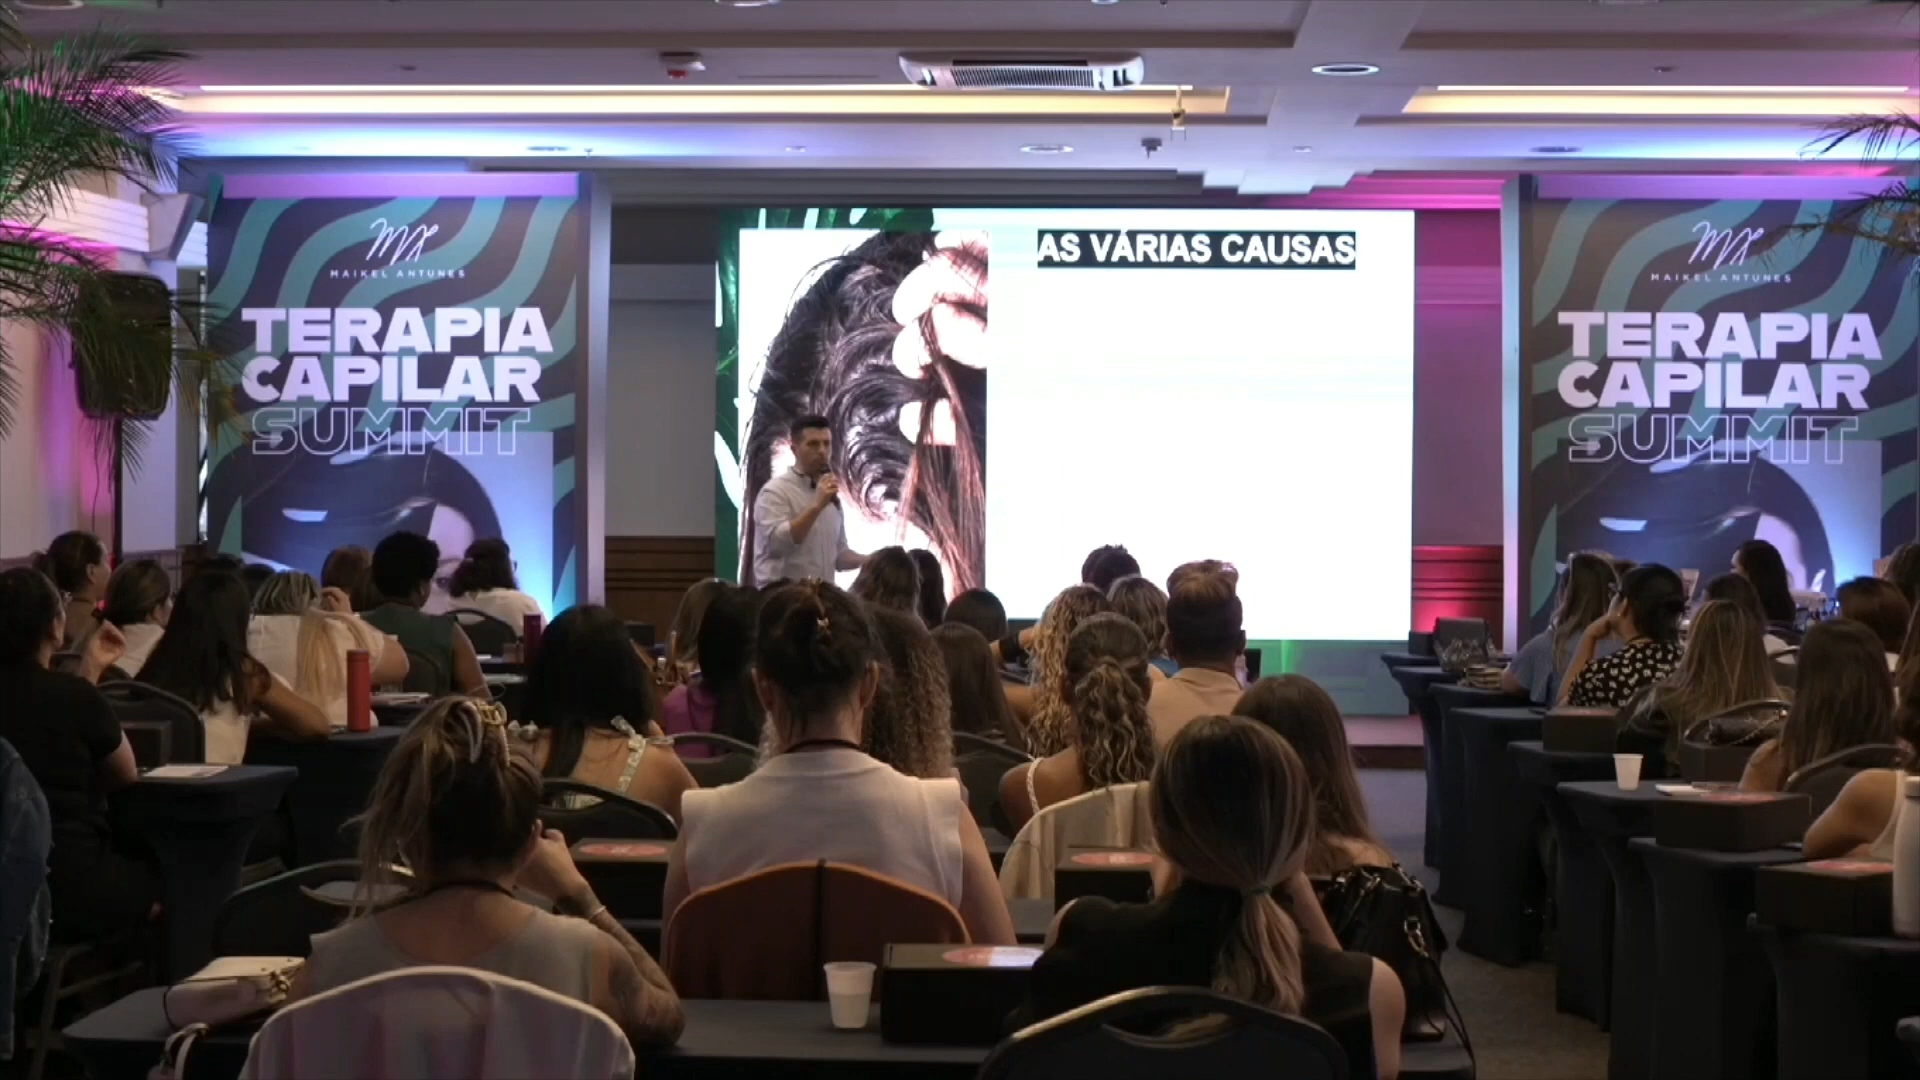 MAIKEL ANTUNES
TERAPIA
CAPILAR
SUMMIT
AS VÁRIAS CAUSAS
MAIKEL ANTUNES
TERAPIA
CAPILAR
SUMMIT